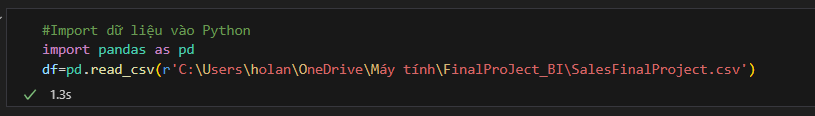 #Import dữ liệu vào Python
import pandas as pd
df=pd.read_csv(r'C:\Users\holan\OneDrive\Máy tính\FinalProJect_BI\SalesFinalProject.csv')
1.3s